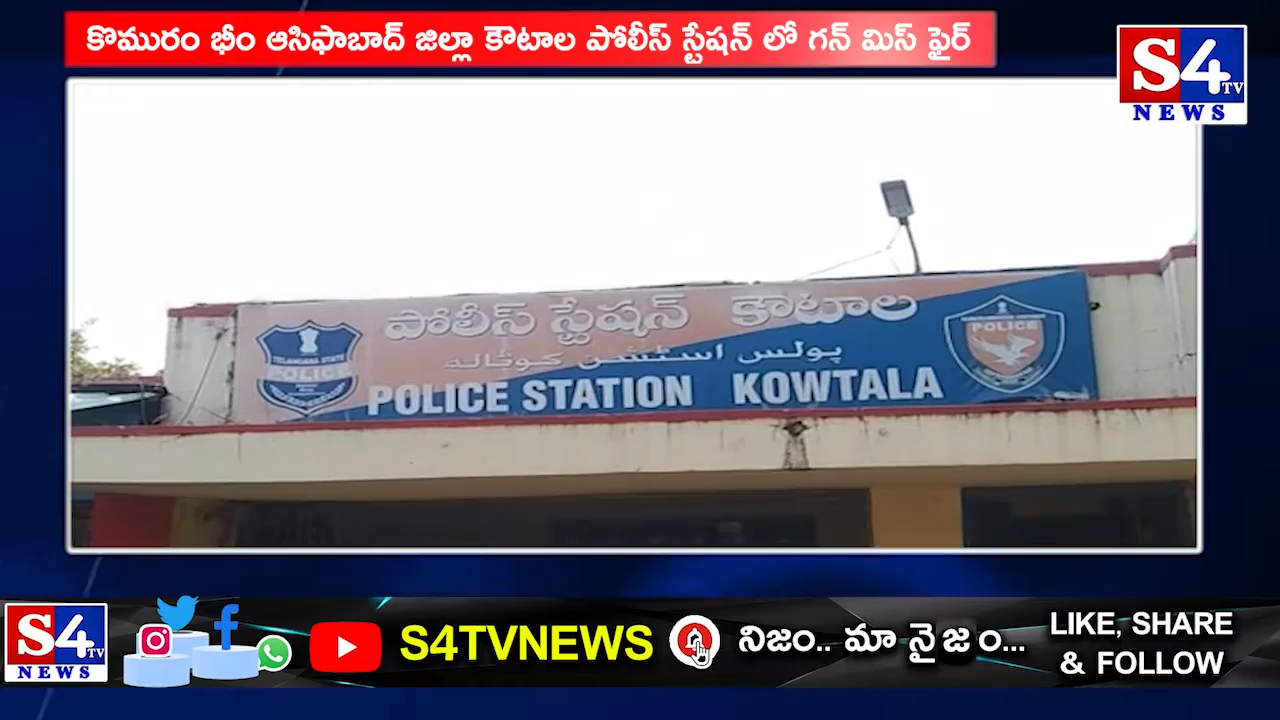 కొమురం భీం ఆసిఫాబాద్ జిల్లా కౌటాల పోలీస్ స్టేషన్ లో గన్ మిస్ ఫైర్
S4
TV
NEWS
పోలీస్ స్టేషన్ కౌటాల
پولس اسٹیشن کوٹالہ
POLICE STATION KOWTALA
TELANGANA STATE
POLICE
POLICE
S4
TV
NEWS
S4TVNEWS
నిజం.. మా నైజం...
LIKE, SHARE
& FOLLOW